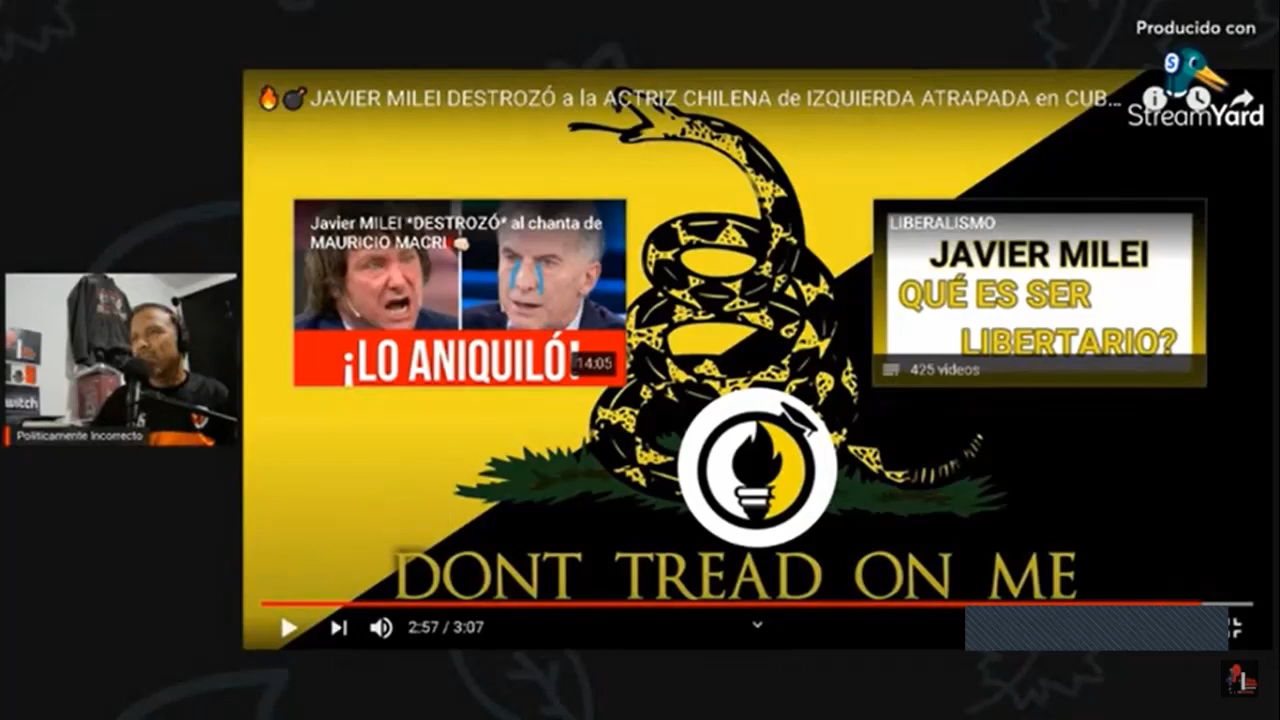 Producido con
StreamYard
🔥💣JAVIER MILEI DESTROZÓ a la ACTRIZ CHILENA de IZQUIERDA ATRAPADA en CUB...
Javier MILEI *DESTROZÓ* al chanta de
MAURICIO MACRI 👊🏻
¡LO ANIQUILÓ!
14:05
LIBERALISMO
JAVIER MILEI
QUÉ ES SER
LIBERTARIO?
425 videos
witch
Políticamente Incorrecto
DONT TREAD ON ME
2:57 / 3:07